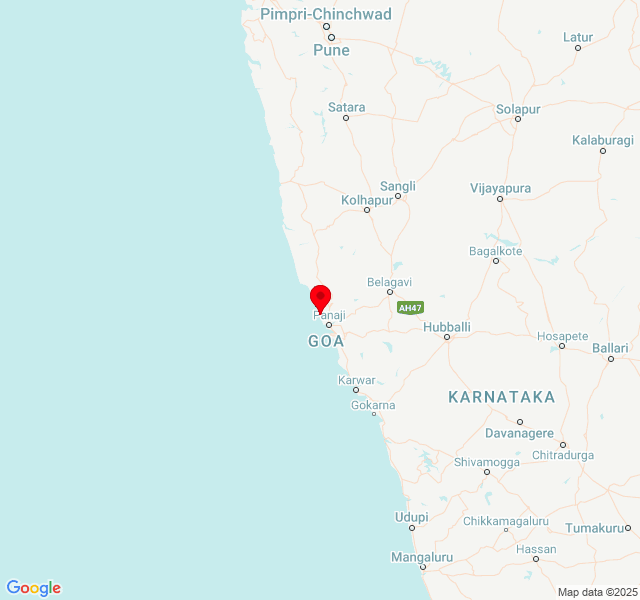 Pimpri-Chinchwad
Pune
Latur
Satara
Solapur
Kalaburagi
Sangli
Vijayapura
Kolhapur
Bagalkote
Belagavi
AH47
Panaji
Hubballi
Hosapete
GOA
Ballari
Karwar
KARNATAKA
Gokarna
Davanagere
Chitradurga
Shivamogga
Udupi
Chikkamagaluru
Tumakuru
Hassan
Mangaluru
Google
Map data ©2025